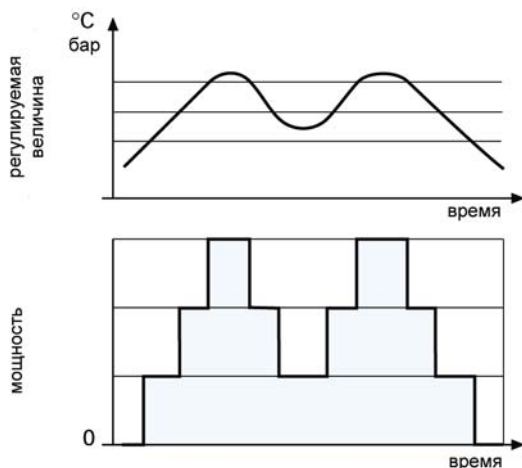 °C
бар
регулируемая
величина
время
мощность
0
время